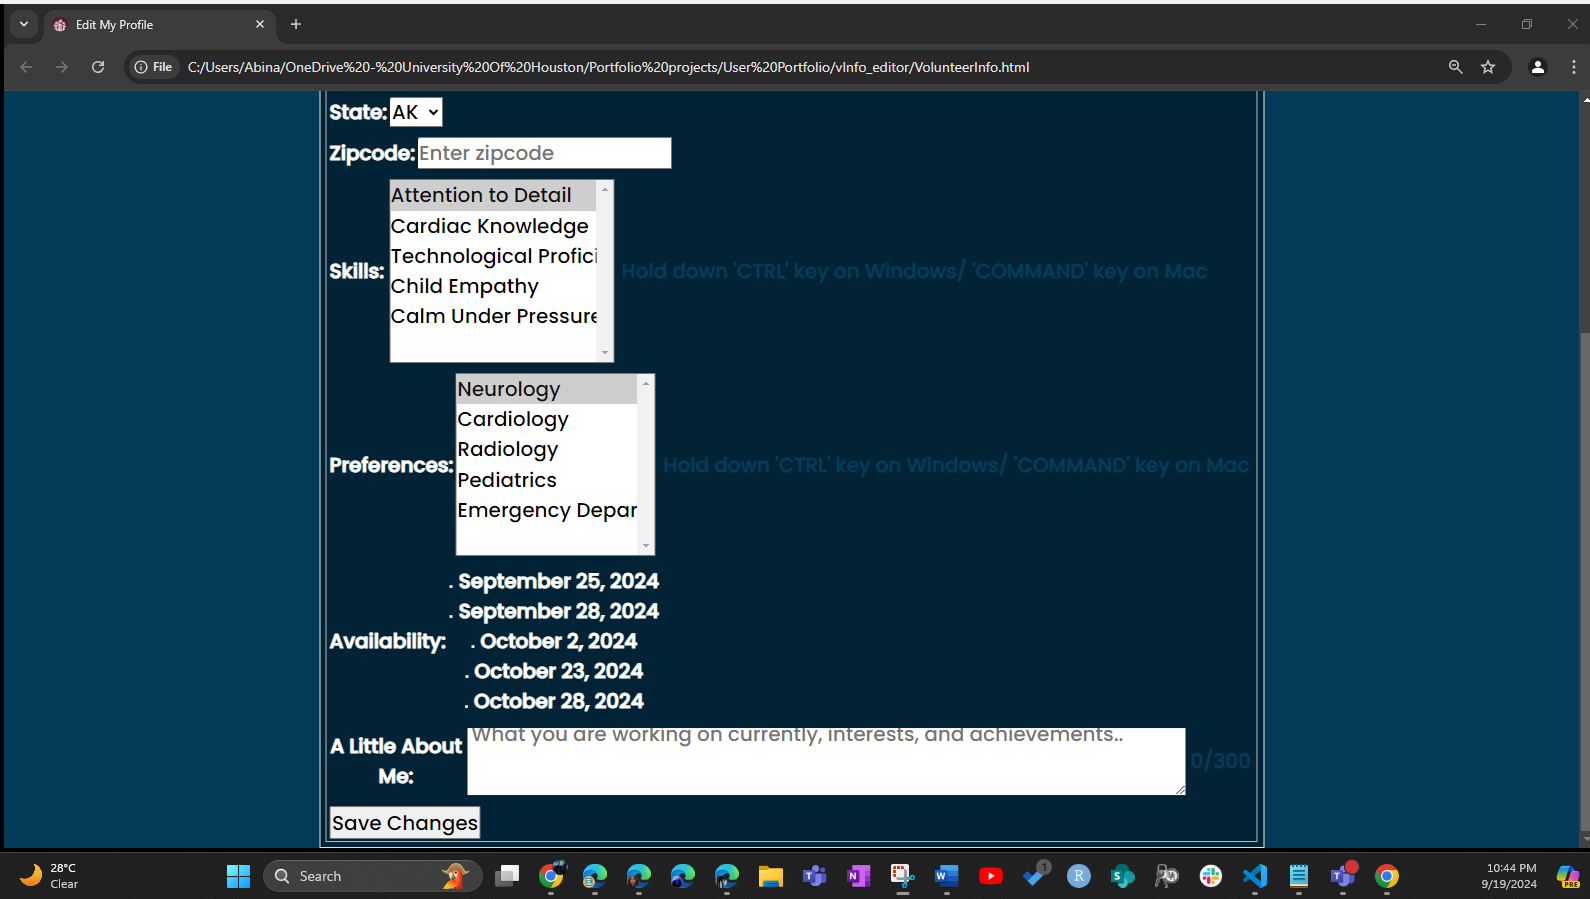 Edit My Profile
File
C:/Users/Abina/OneDrive%20-%20University%20Of%20Houston/Portfolio%20projects/User%20Portfolio/vInfo_editor/VolunteerInfo.html
State: AK
Zipcode: Enter zipcode
Attention to Detail
Cardiac Knowledge
Technological Profici
Skills: Hold down 'CTRL' key on Windows/ 'COMMAND' key on Mac
Child Empathy
Calm Under Pressure
Neurology
Cardiology
Radiology
Preferences: Hold down 'CTRL' key on Windows/ 'COMMAND' key on Mac
Pediatrics
Emergency Depar
. September 25, 2024
. September 28, 2024
Availability: . October 2, 2024
. October 23, 2024
. October 28, 2024
What you are working on currently, interests, and achievements..
A Little About
Me:
0/300
Save Changes
28°C
Clear
Search
1
10:44 PM
9/19/2024
PRE